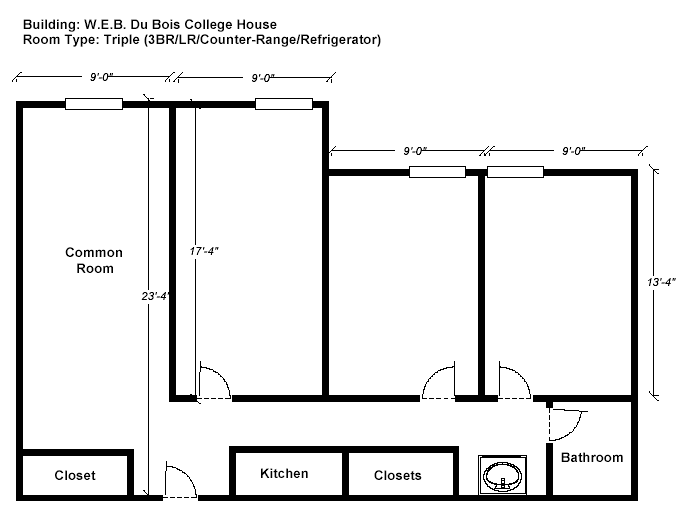 Building: W.E.B. Du Bois College House
Room Type: Triple (3BR/LR/Counter-Range/Refrigerator)
9'-0"
9'-0"
9'-0"
9'-0"
Common
Room
17'-4"
23'-4"
13'-4"
Closet
Kitchen
Closets
Bathroom